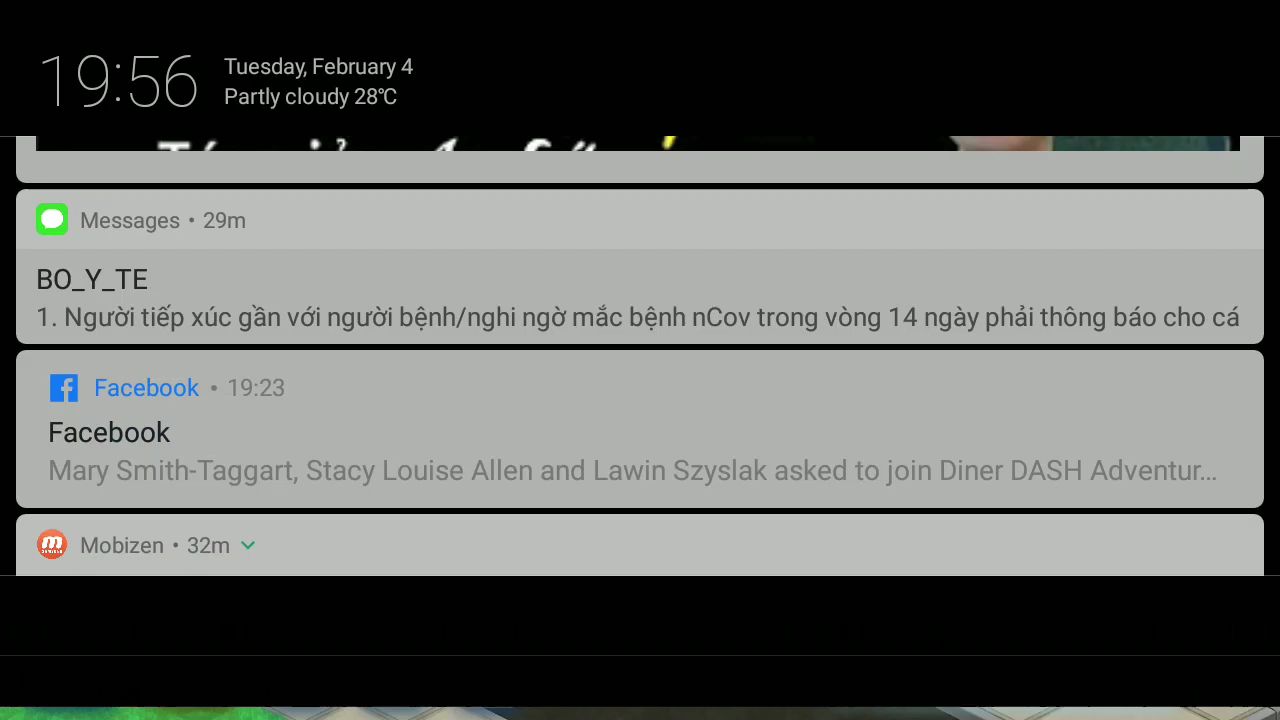 19:56
Tuesday, February 4
Partly cloudy 28℃
Messages • 29m
BO_Y_TE
1. Người tiếp xúc gần với người bệnh/nghi ngờ mắc bệnh nCov trong vòng 14 ngày phải thông báo cho cá
Facebook • 19:23
Facebook
Mary Smith-Taggart, Stacy Louise Allen and Lawin Szyslak asked to join Diner DASH Adventur...
Mobizen • 32m